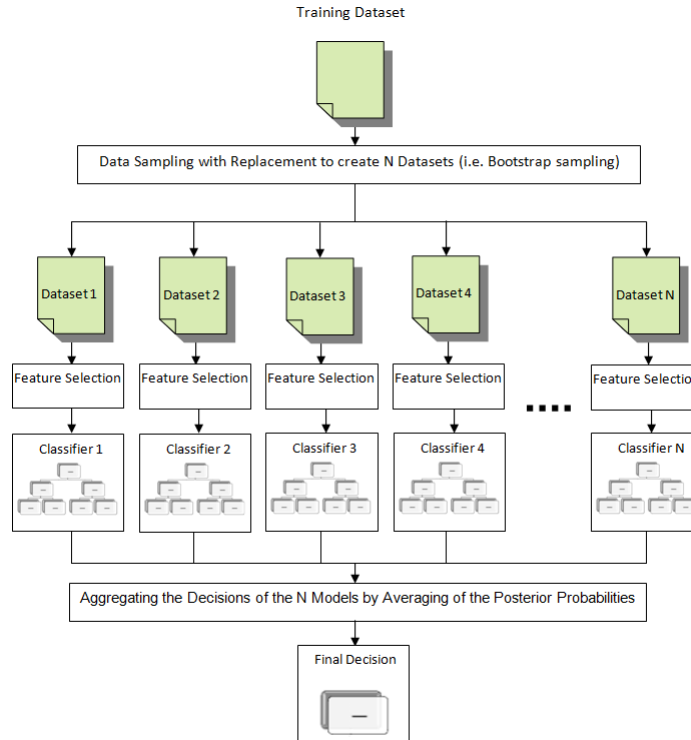 Training Dataset
Data Sampling with Replacement to create N Datasets (i.e. Bootstrap sampling)
Dataset 1
Dataset 2
Dataset 3
Dataset 4
Dataset N
Feature Selection
Feature Selection
Feature Selection
Feature Selection
Feature Selection
Classifier 1
Classifier 2
Classifier 3
Classifier 4
Classifier N
Aggregating the Decisions of the N Models by Averaging of the Posterior Probabilities
Final Decision